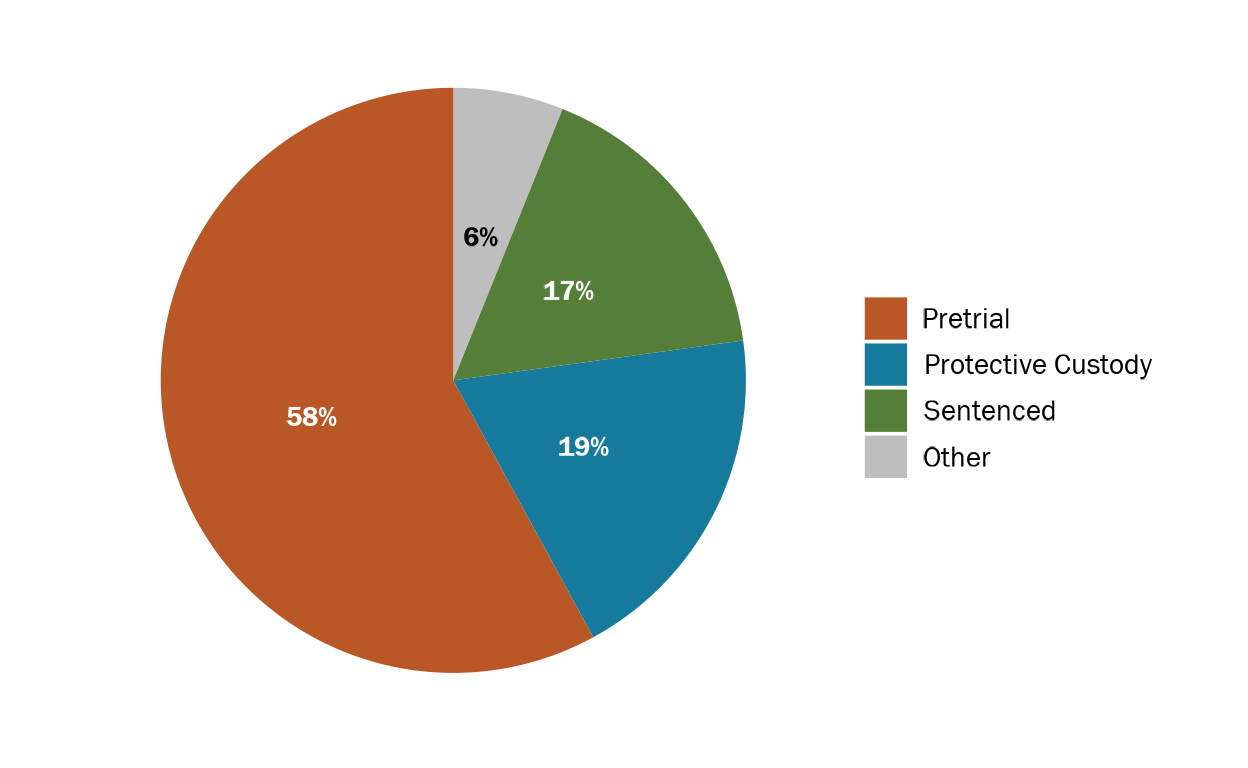 6%
17%
58%
19%
Pretrial
Protective Custody
Sentenced
Other